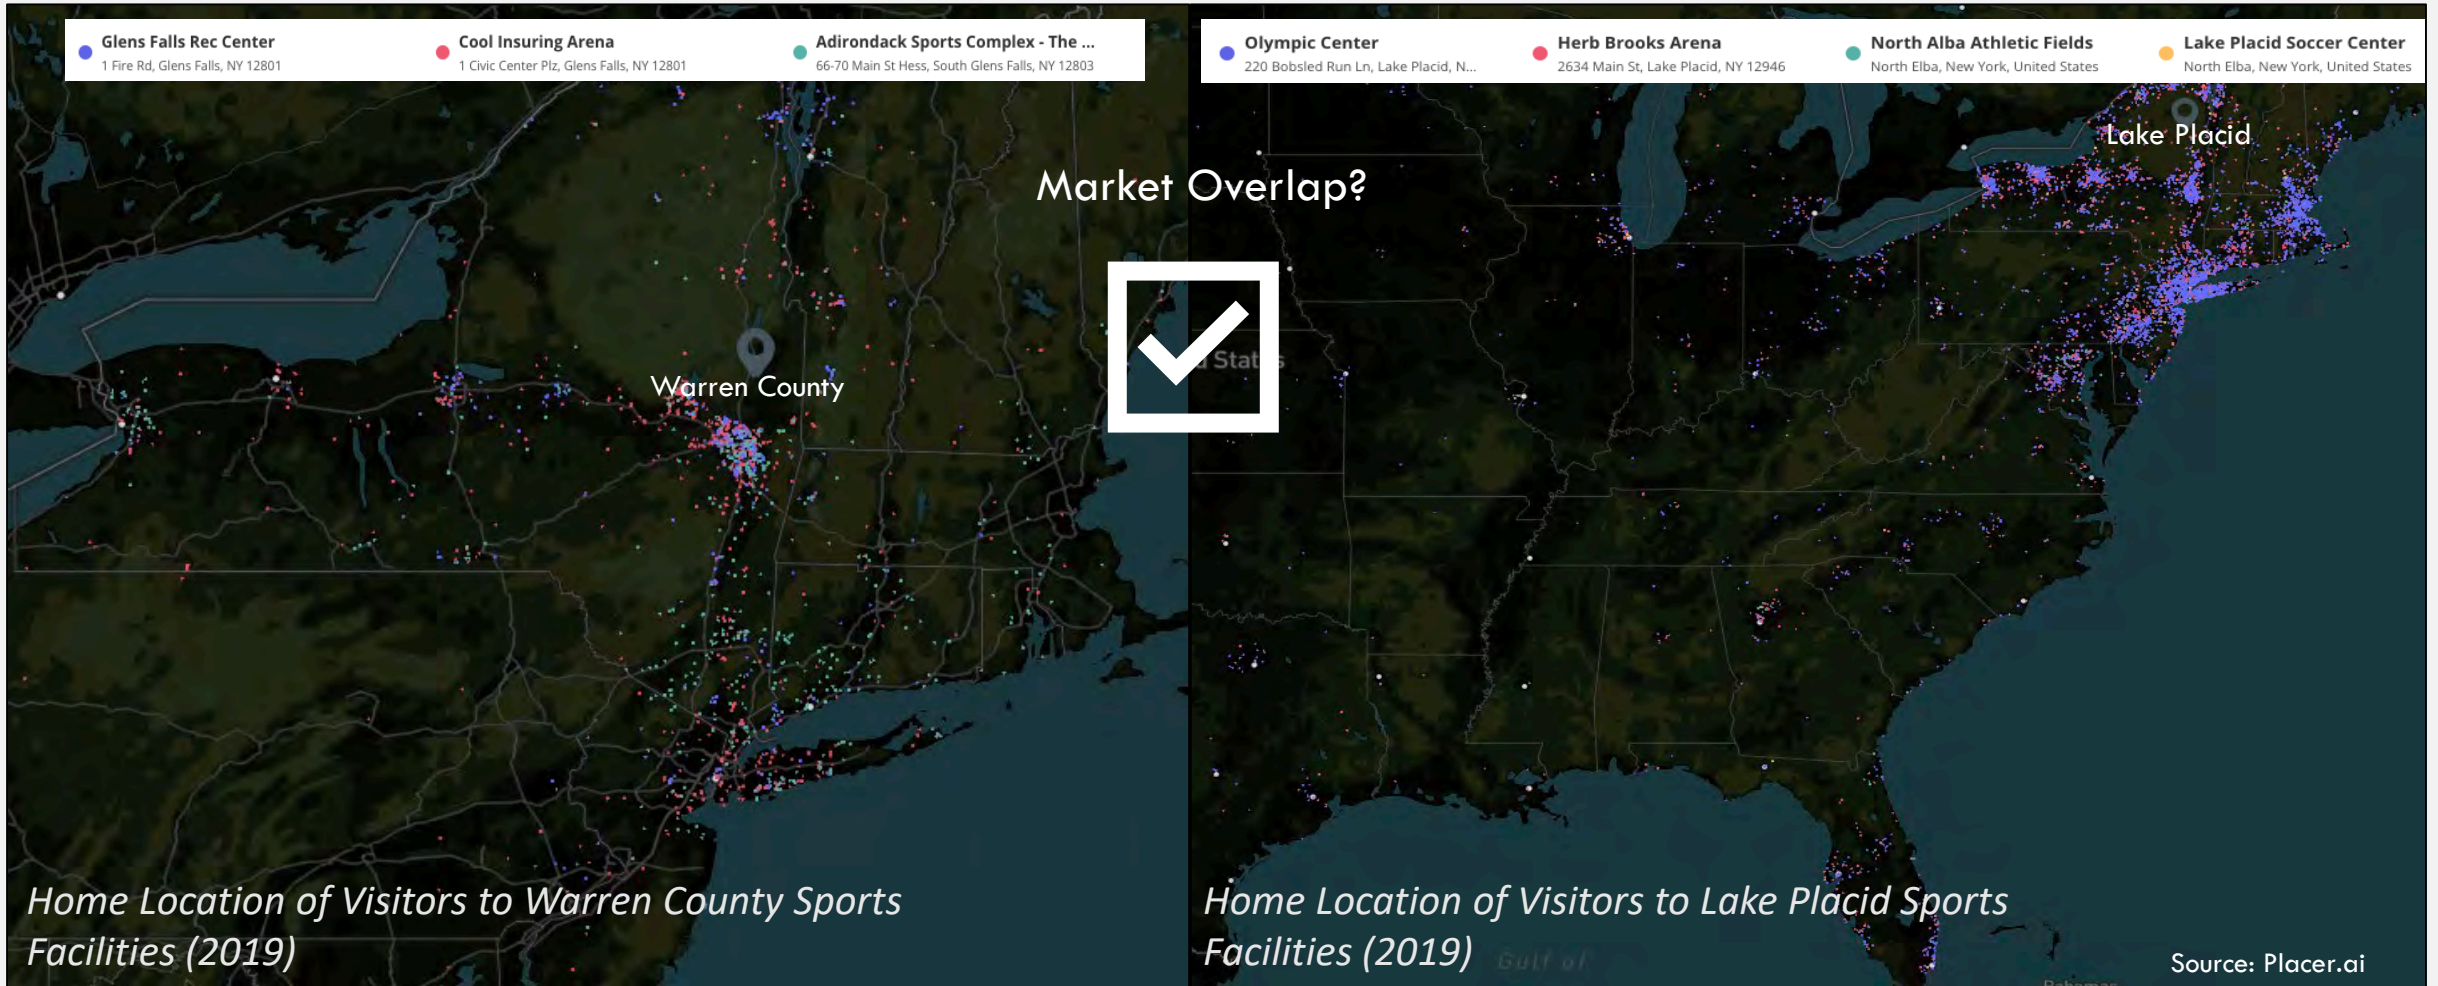 Glens Falls Rec Center
1 Fire Rd, Glens Falls, NY 12801
Cool Insuring Arena
1 Civic Center Plz, Glens Falls, NY 12801
Adirondack Sports Complex - The ...
66-70 Main St Hess, South Glens Falls, NY 12803
Olympic Center
220 Bobsled Run Ln, Lake Placid, N...
Herb Brooks Arena
2634 Main St, Lake Placid, NY 12946
North Alba Athletic Fields
North Elba, New York, United States
Lake Placid Soccer Center
North Elba, New York, United States
Lake Placid
Market Overlap?
d States
Warren County
Home Location of Visitors to Warren County Sports
Facilities (2019)
Home Location of Visitors to Lake Placid Sports
Facilities (2019)
Gulf of
Source: Placer.ai
Bahamas